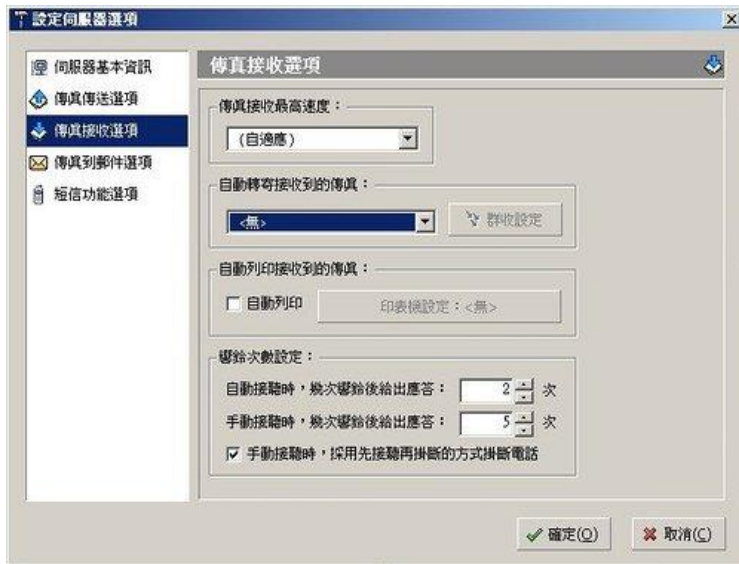 設定伺服器選項
伺服器基本資訊
傳真傳送選項
傳真接收選項
傳真到郵件選項
短信功能選項
傳真接收選項
傳真接收最高速度：
(自適應)
自動轉寄接收到的傳真：
<無>
群收設定
自動列印接收到的傳真：
自動列印
印表機設定：<無>
響鈴次數設定：
自動接聽時，幾次響鈴後給出應答： 2 次
手動接聽時，幾次響鈴後給出應答： 5 次
手動接聽時，採用先接聽再掛斷的方式掛斷電話
確定(O)
取消(C)